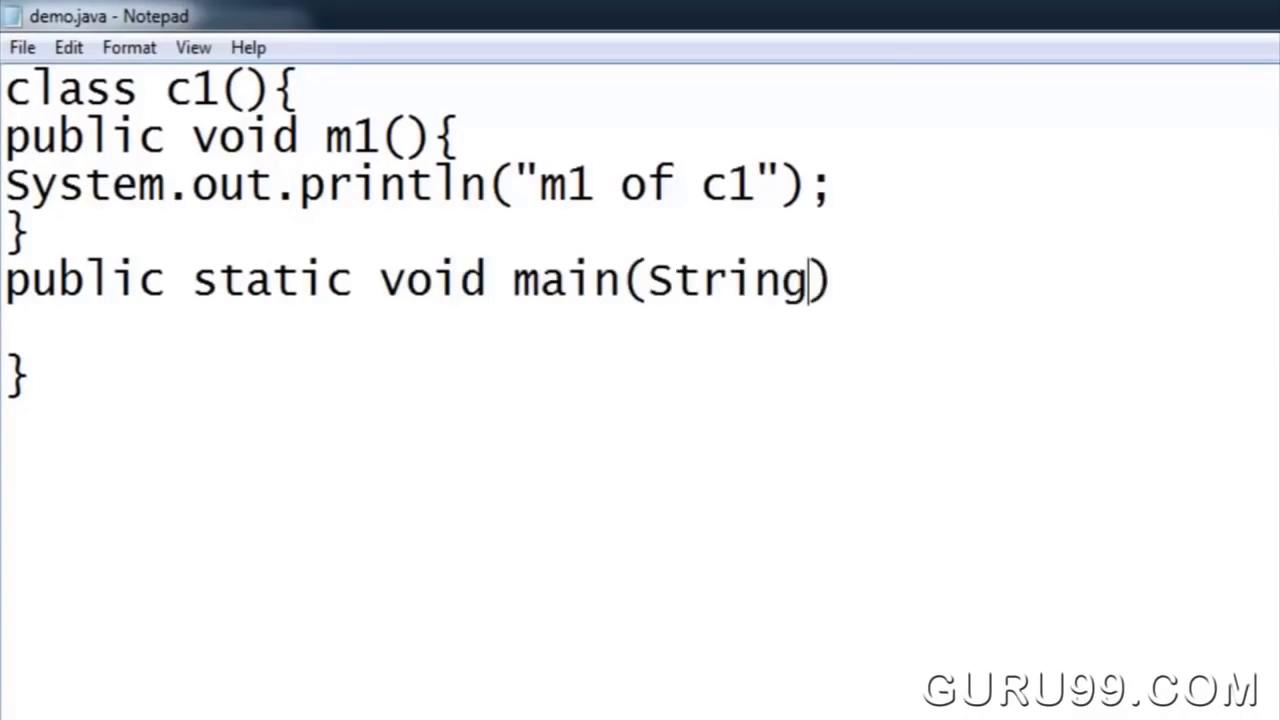 demo.java - Notepad
File Edit Format View Help
class c1(){
public void m1(){
System.out.println("m1 of c1");
}
public static void main(String)
}
GURU99.COM